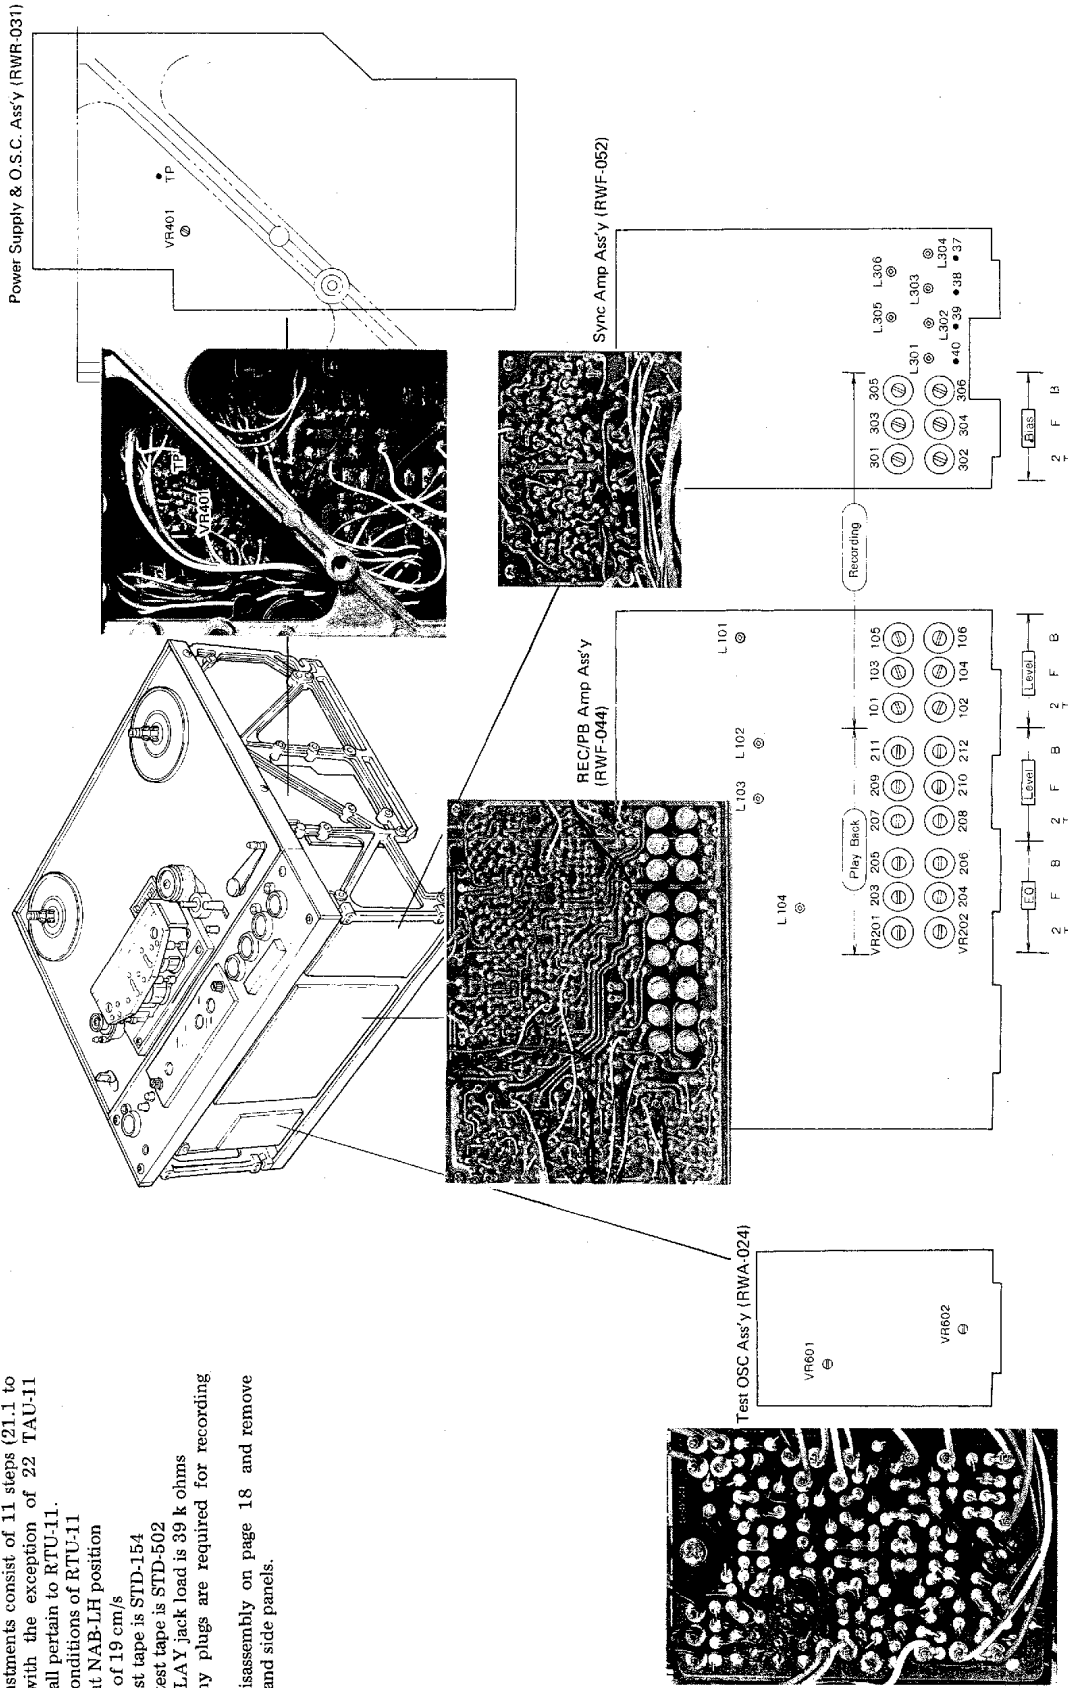 stments consist of 11 steps (21.1 to
with the exception of 22 TAU-11
all pertain to RTU-11.
onditions of RTU-11
at NAB-LH position
of 19 cm/s
st tape is STD-154
test tape is STD-502
LAY jack load is 39 k ohms
ny plugs are required for recording
isassembly on page 18 and remove
and side panels.
Power Supply & O.S.C. Ass'y (RWR-031)
VR401
TP
VR401
TP
Sync Amp Ass'y (RWF-052)
L305
L306
L301
L302
L303
L304
40
39
38
37
301
303
305
302
304
306
Bias
2T
F
B
Recording
REC/PB Amp Ass'y
(RWF-044)
L104
L103
L102
L101
Play Back
VR201
203
205
207
209
211
101
103
105
VR202
204
206
208
210
212
102
104
106
EQ
Level
Level
2T
F
B
2T
F
B
2T
F
B
Test OSC Ass'y (RWA-024)
VR601
VR602